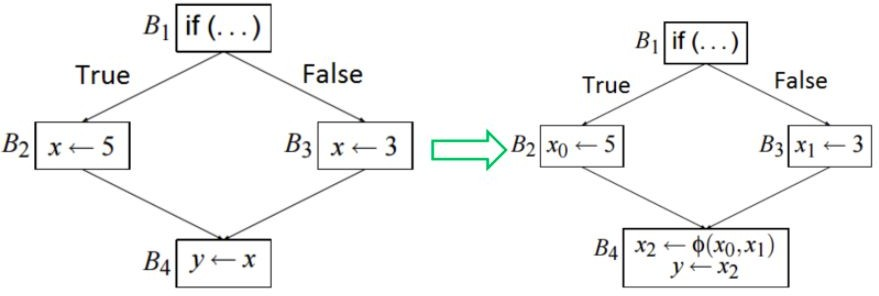 B₁ if (...)
True False
B₂ x ← 5 B₃ x ← 3
B₄ y ← x
B₁ if (...)
True False
B₂ x₀ ← 5 B₃ x₁ ← 3
B₄ x₂ ← ϕ(x₀,x₁)
y ← x₂